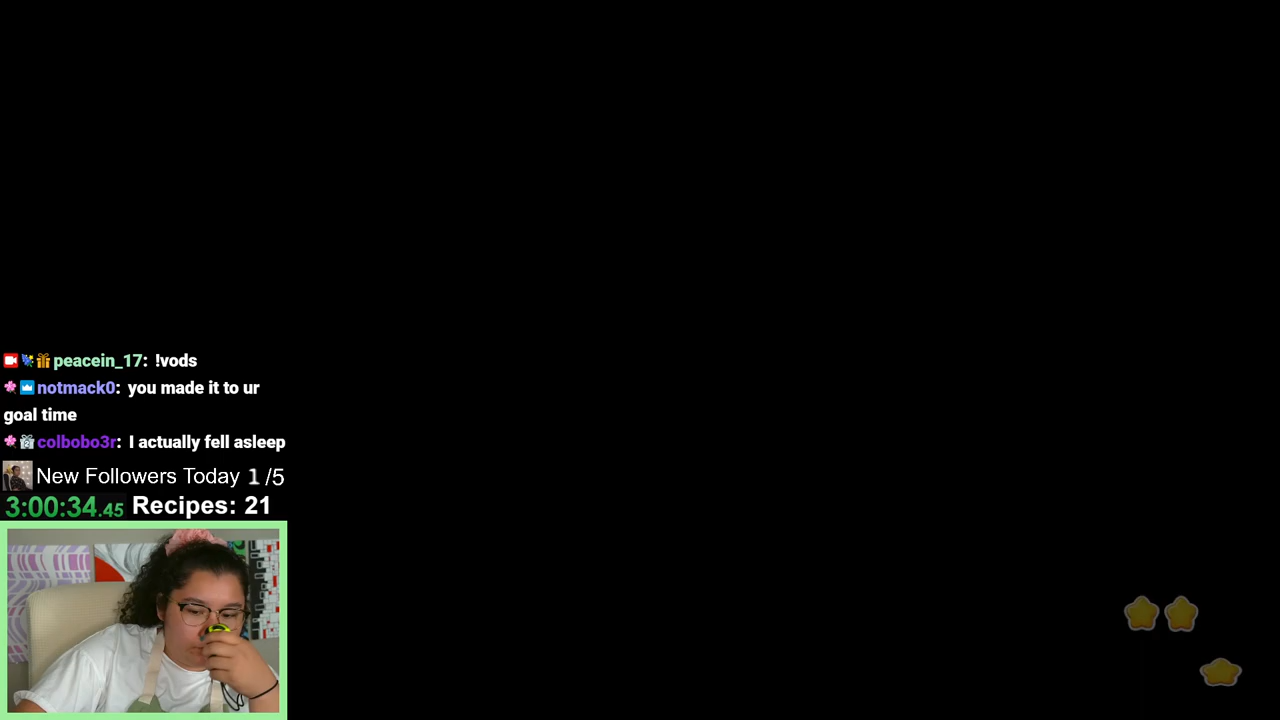 peacein_17: !vods
notmack0: you made it to ur
goal time
colbobo3r: I actually fell asleep
New Followers Today 1 /5
3:00:34.45 Recipes: 21